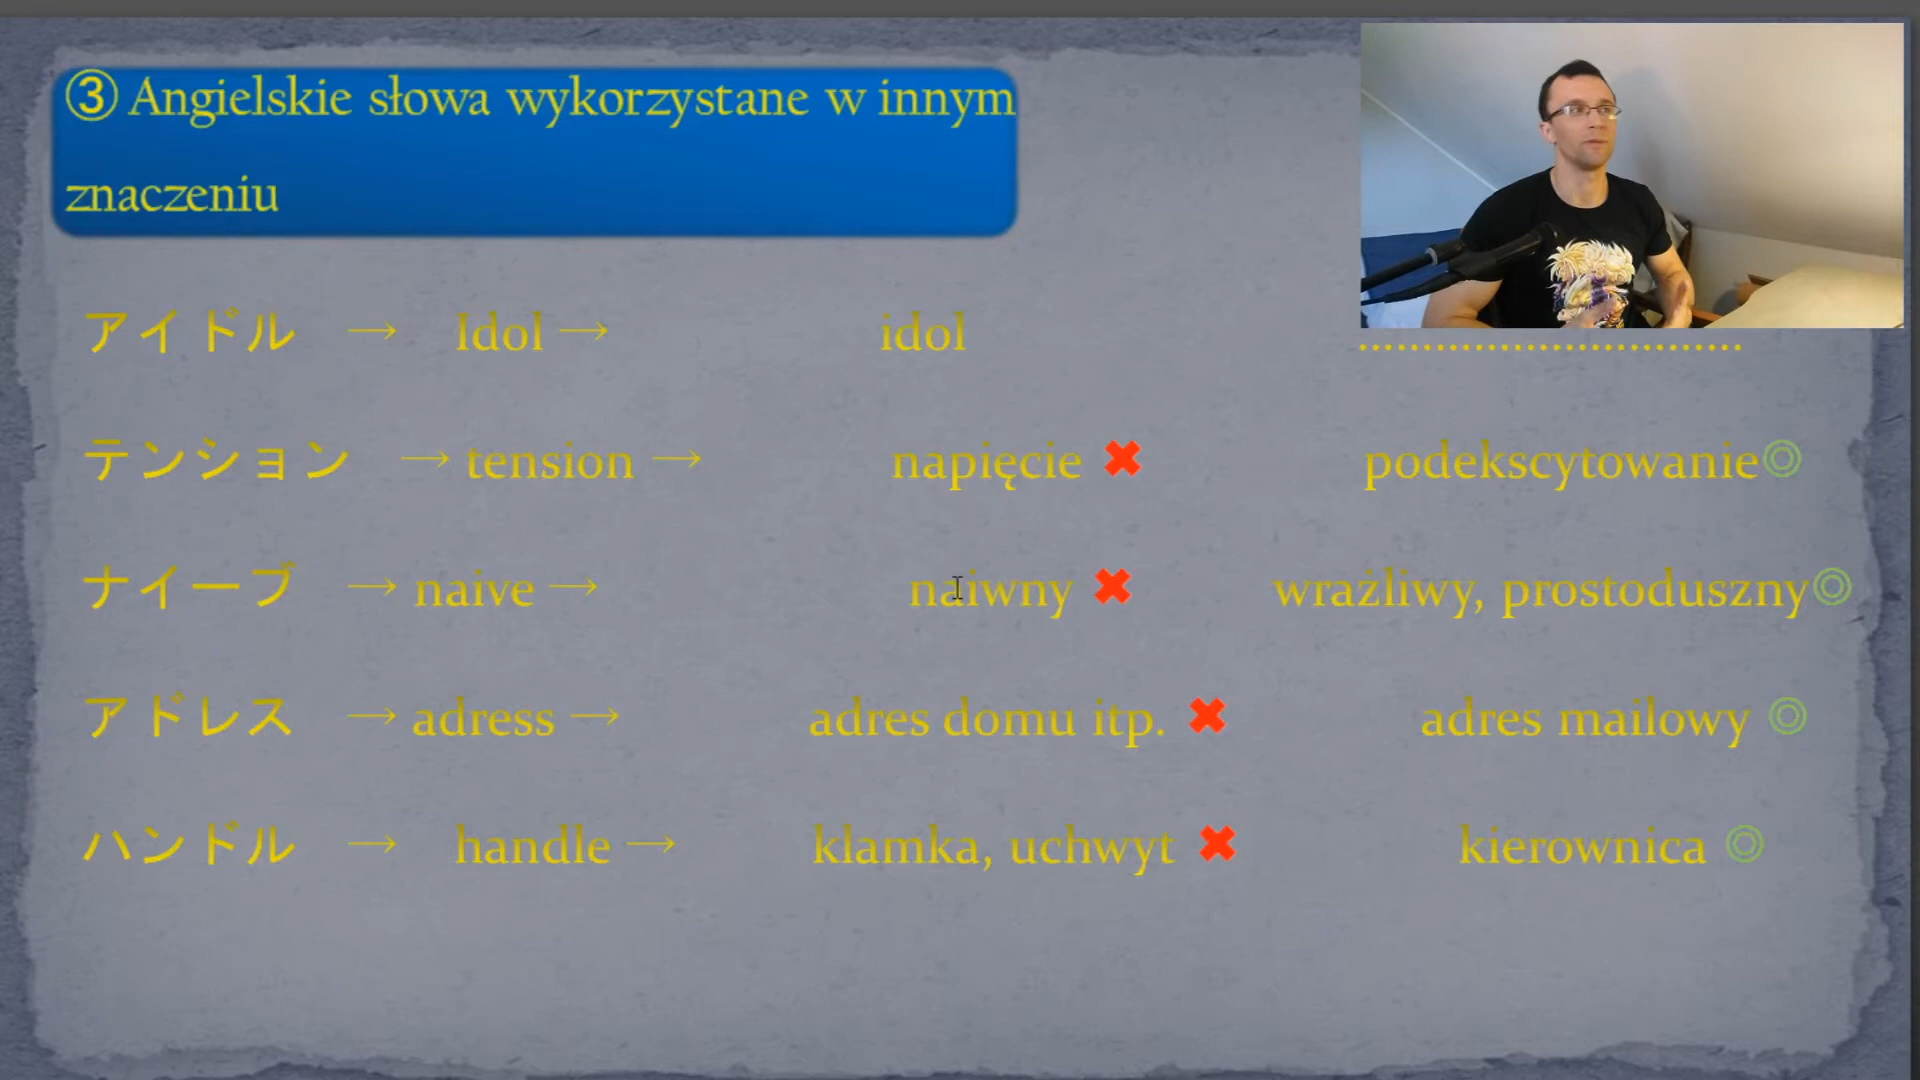 ③ Angielskie słowa wykorzystane w innym
znaczeniu
アイドル → Idol → idol ..............................
テンション → tension → napięcie ✖ podekscytowanie◎
ナイーブ → naive → naiwny ✖ wrażliwy, prostoduszny◎
アドレス → adress → adres domu itp. ✖ adres mailowy ◎
ハンドル → handle → klamka, uchwyt ✖ kierownica ◎